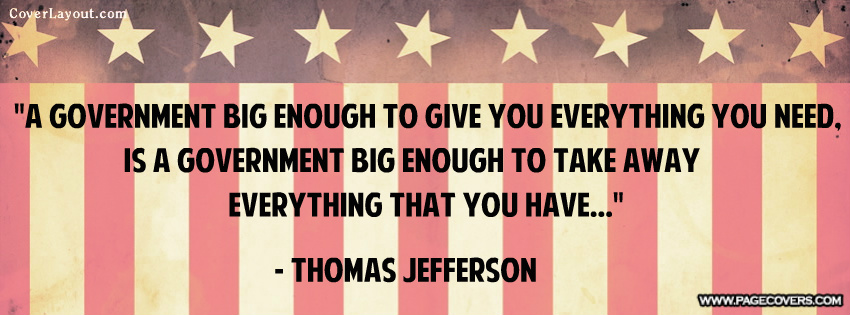 CoverLayout.com
"A GOVERNMENT BIG ENOUGH TO GIVE YOU EVERYTHING YOU NEED,
IS A GOVERNMENT BIG ENOUGH TO TAKE AWAY
EVERYTHING THAT YOU HAVE..."
- THOMAS JEFFERSON
WWW.PAGECOVERS.COM